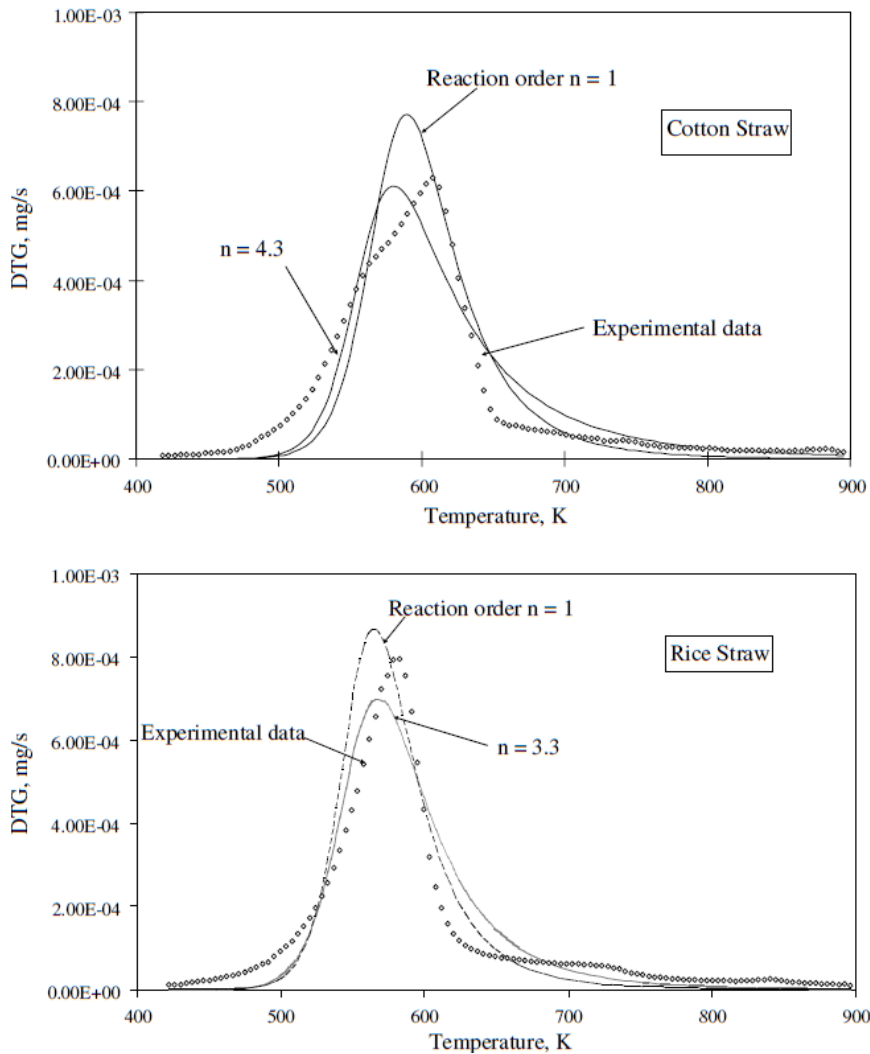 1.00E-03
Reaction order n = 1
8.00E-04
Cotton Straw
6.00E-04
DTG, mg/s
n = 4.3
4.00E-04
Experimental data
2.00E-04
0.00E+00
400 500 600 700 800 900
Temperature, K
1.00E-03
Reaction order n = 1
8.00E-04
Rice Straw
6.00E-04
DTG, mg/s
Experimental data
n = 3.3
4.00E-04
2.00E-04
0.00E+00
400 500 600 700 800 900
Temperature, K